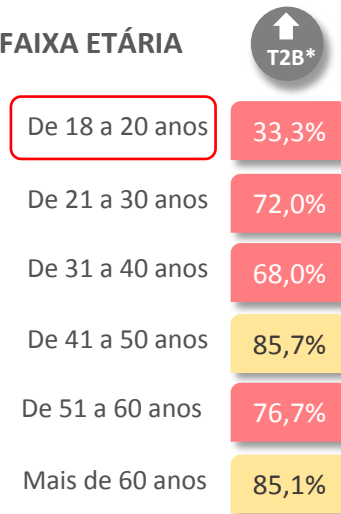 FAIXA ETÁRIA
T2B*
De 18 a 20 anos 33,3%
De 21 a 30 anos 72,0%
De 31 a 40 anos 68,0%
De 41 a 50 anos 85,7%
De 51 a 60 anos 76,7%
Mais de 60 anos 85,1%